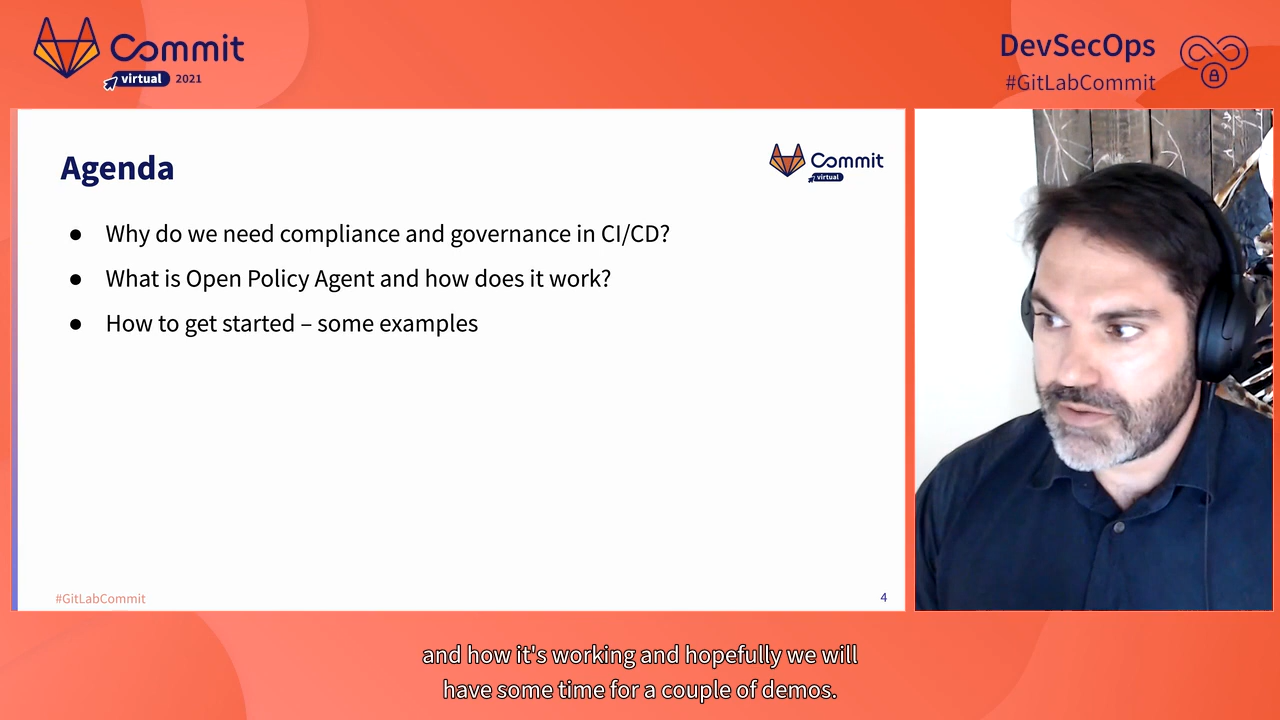 Commit
virtual 2021
DevSecOps
#GitLabCommit
Agenda
Commit
virtual
● Why do we need compliance and governance in CI/CD?
● What is Open Policy Agent and how does it work?
● How to get started – some examples
#GitLabCommit
4
and how it's working and hopefully we will
have some time for a couple of demos.